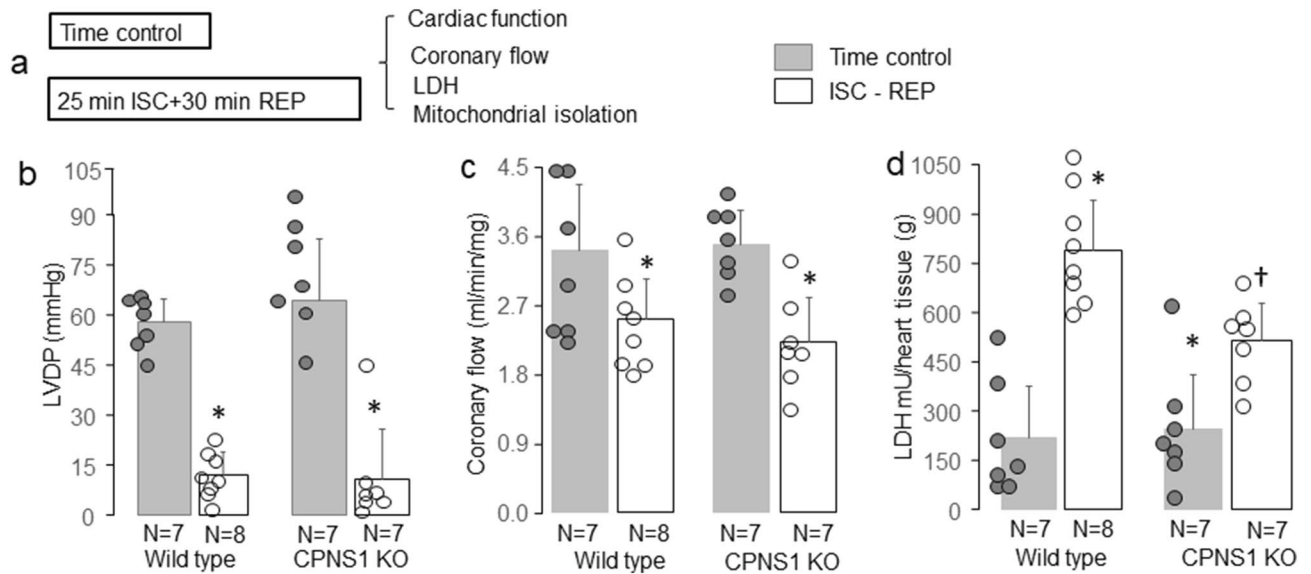 a
Time control
25 min ISC+30 min REP
Cardiac function
Coronary flow
LDH
Mitochondrial isolation
Time control
ISC - REP
b
LVDP (mmHg)
105
90
75
60
45
30
15
0
*
*
N=7 N=8 N=7 N=7
Wild type CPNS1 KO
c
Coronary flow (ml/min/mg)
4.5
3.6
2.7
1.8
0.9
0.0
*
*
N=7 N=8 N=7 N=7
Wild type CPNS1 KO
d
LDH mU/heart tissue (g)
1050
900
750
600
450
300
150
0
*
*
†
N=7 N=8 N=7 N=7
Wild type CPNS1 KO